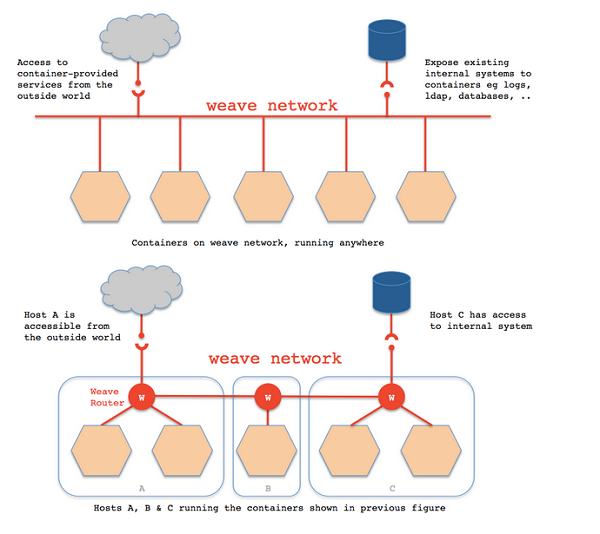 Access to
container-provided
services from the
outside world
Expose existing
internal systems to
containers eg logs,
ldap, databases, ..
weave network
Containers on weave network, running anywhere
Host A is
accessible from
the outside world
Host C has access
to internal system
weave network
Weave
Router
W
W
W
A
B
C
Hosts A, B & C running the containers shown in previous figure